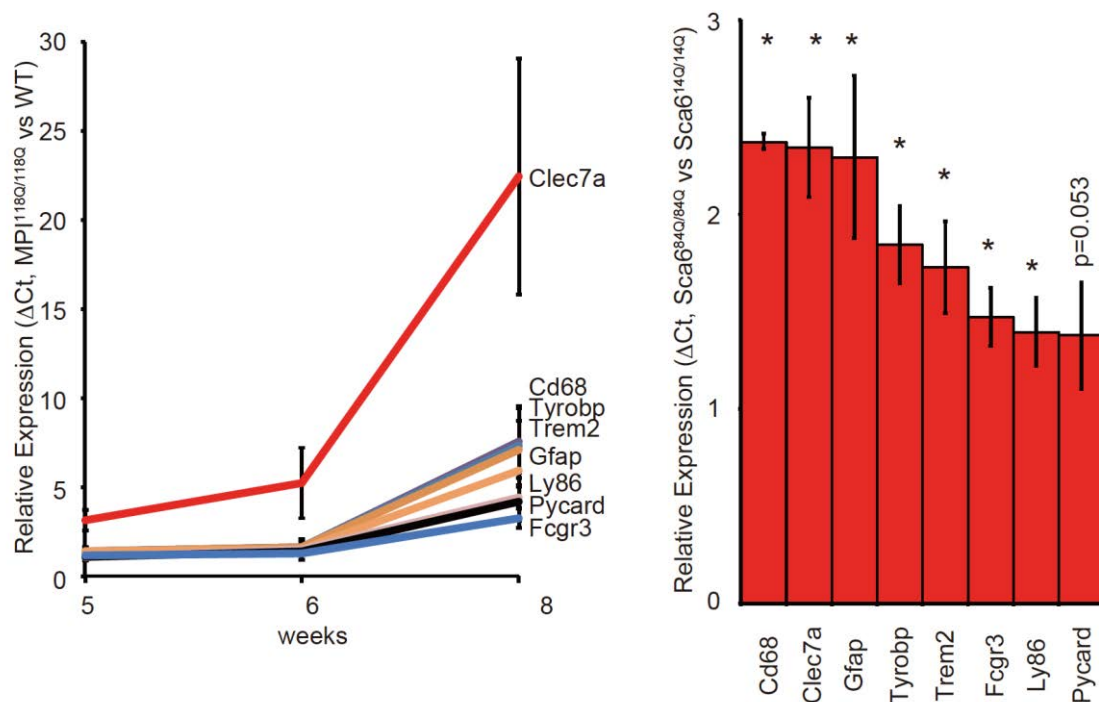 Relative Expression (ΔCt, MPI¹¹⁸Q/¹¹⁸Q vs WT)
30
25
20
15
10
5
0
Clec7a
Cd68
Tyrobp
Trem2
Gfap
Ly86
Pycard
Fcgr3
5
6
8
weeks
Relative Expression (ΔCt, Sca6⁸⁴Q/⁸⁴Q vs Sca6¹⁴Q/¹⁴Q)
3
2
1
0
* * *
*
*
*
*
p=0.053
Cd68
Clec7a
Gfap
Tyrobp
Trem2
Fcgr3
Ly86
Pycard